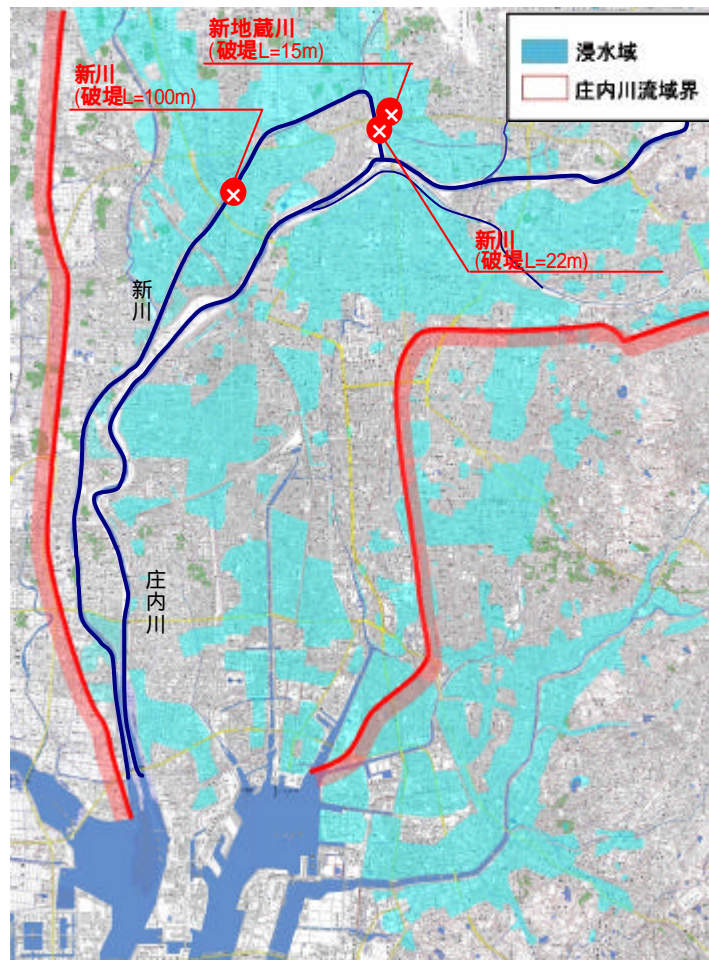 新地蔵川
(破堤L=15m)
新川
(破堤L=100m)
浸水域
庄内川流域界
新川
(破堤L=22m)
新川
庄内川